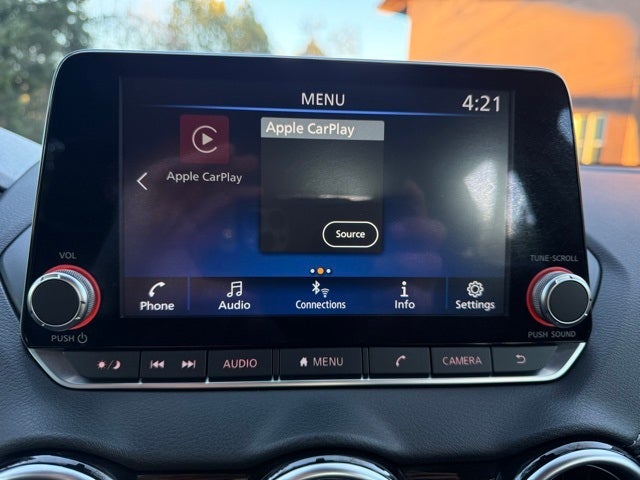 MENU
4:21
Apple CarPlay
Apple CarPlay
Source
Phone
Audio
Connections
Info
Settings
VOL
PUSH
TUNE·SCROLL
PUSH SOUND
AUDIO
MENU
CAMERA